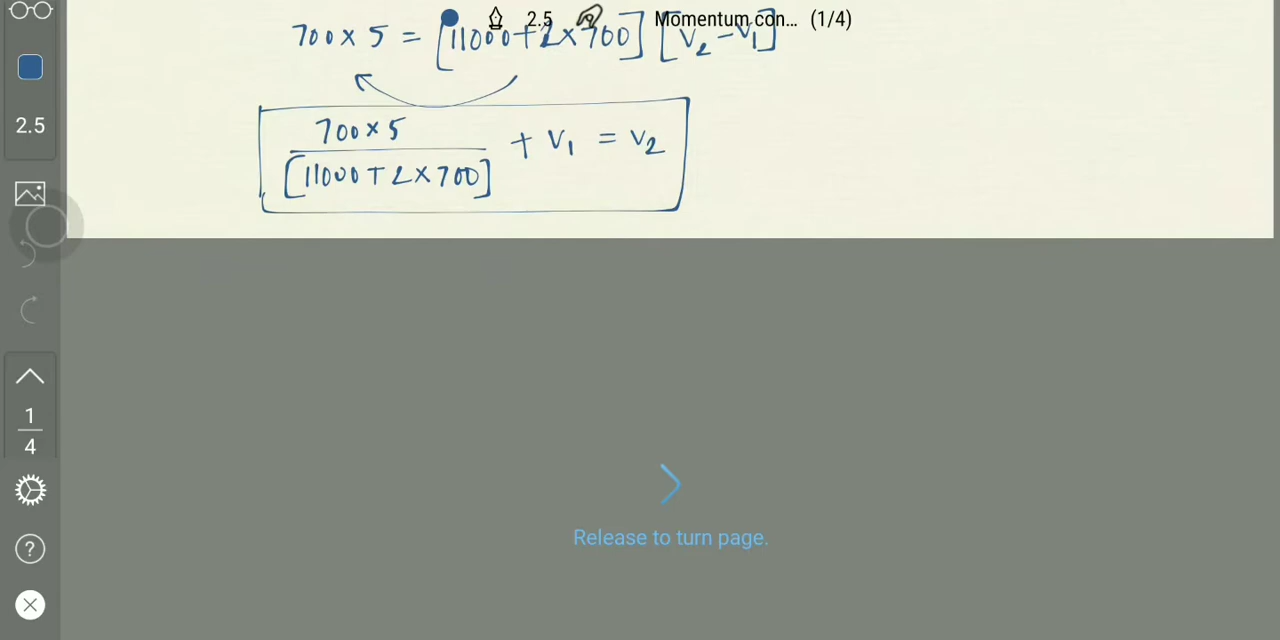 2.5 Momentum con... (1/4)
700 × 5 = [11000 + 2 × 700] [V₂ - V₁]
2.5
700 × 5
―――――――― + V₁ = V₂
[11000 + 2 × 700]
1
4
?
Release to turn page.